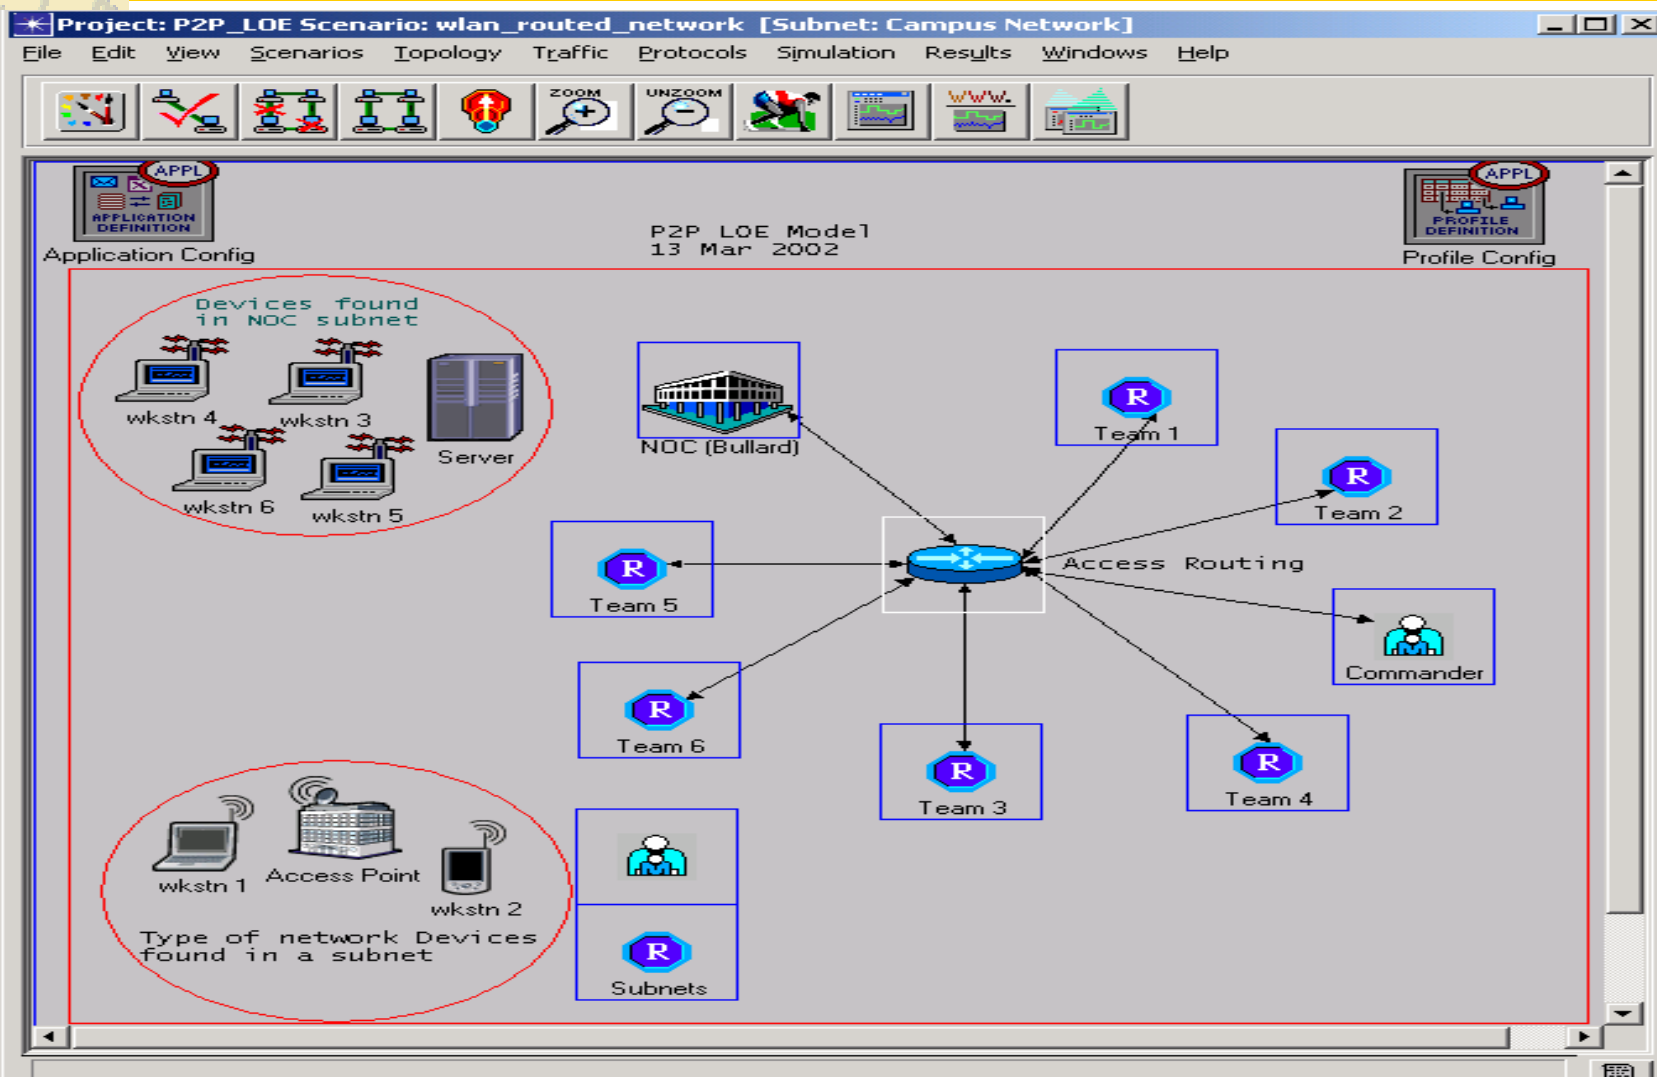 Project: P2P_LOE Scenario: wlan_routed_network [Subnet: Campus Network]
File Edit View Scenarios Topology Traffic Protocols Simulation Results Windows Help
ZOOM UNZOOM
APPL
APPLICATION
DEFINITION
Application Config
P2P LOE Model
13 Mar 2002
APPL
PROFILE
DEFINITION
Profile Config
Devices found
in NOC subnet
wkstn 4
wkstn 3
Server
wkstn 6
wkstn 5
NOC (Bullard)
R
Team 1
R
Team 2
Access Routing
R
Team 5
Commander
R
Team 6
R
Team 3
R
Team 4
wkstn 1
Access Point
wkstn 2
Type of network Devices
found in a subnet
R
Subnets